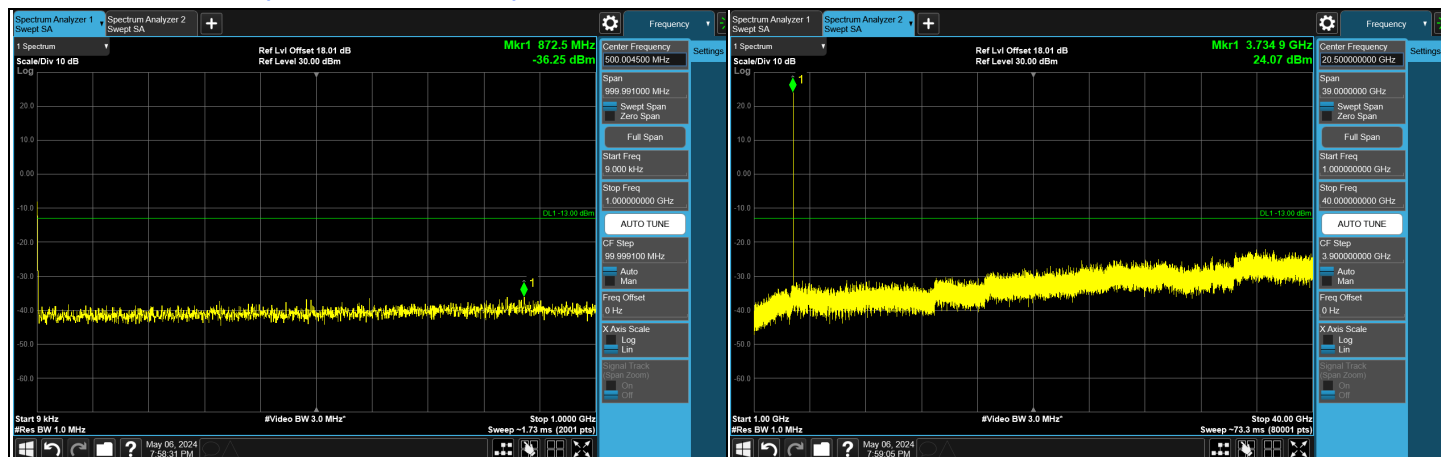 Spectrum Analyzer 1
Swept SA
Spectrum Analyzer 2
Swept SA
Frequency
1 Spectrum
Scale/Div 10 dB
Log
Ref Lvl Offset 18.01 dB
Ref Level 30.00 dBm
Mkr1 872.5 MHz
-36.25 dBm
1
20.0
10.0
0.00
-10.0
-20.0
-30.0
-40.0
-50.0
-60.0
DL1 -13.00 dBm
1
Start 9 kHz
#Res BW 1.0 MHz
#Video BW 3.0 MHz*
Stop 1.0000 GHz
Sweep ~1.73 ms (2001 pts)
Center Frequency
500.004500 MHz
Span
999.991000 MHz
Swept Span
Zero Span
Full Span
Start Freq
9.000 kHz
Stop Freq
1.000000000 GHz
AUTO TUNE
CF Step
99.999100 MHz
Auto
Man
Freq Offset
0 Hz
X Axis Scale
Log
Lin
Signal Track
(Span Zoom)
On
Off
Settings
?
May 06, 2024
7:58:31 PM
Spectrum Analyzer 1
Swept SA
Spectrum Analyzer 2
Swept SA
Frequency
1 Spectrum
Scale/Div 10 dB
Log
Ref Lvl Offset 18.01 dB
Ref Level 30.00 dBm
Mkr1 3.734 9 GHz
24.07 dBm
1
20.0
10.0
0.00
-10.0
-20.0
-30.0
-40.0
-50.0
-60.0
DL1 -13.00 dBm
Start 1.00 GHz
#Res BW 1.0 MHz
#Video BW 3.0 MHz*
Stop 40.00 GHz
Sweep ~73.3 ms (80001 pts)
Center Frequency
20.500000000 GHz
Span
39.0000000 GHz
Swept Span
Zero Span
Full Span
Start Freq
1.000000000 GHz
Stop Freq
40.000000000 GHz
AUTO TUNE
CF Step
3.900000000 GHz
Auto
Man
Freq Offset
0 Hz
X Axis Scale
Log
Lin
Signal Track
(Span Zoom)
On
Off
Settings
?
May 06, 2024
7:59:05 PM